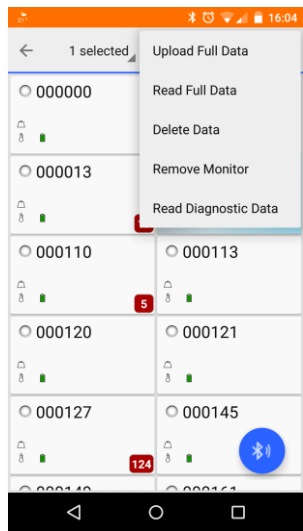 16:04
1 selected
Upload Full Data
Read Full Data
Delete Data
Remove Monitor
Read Diagnostic Data
000000
000013
000110
000113
5
000120
000121
000127
000145
124